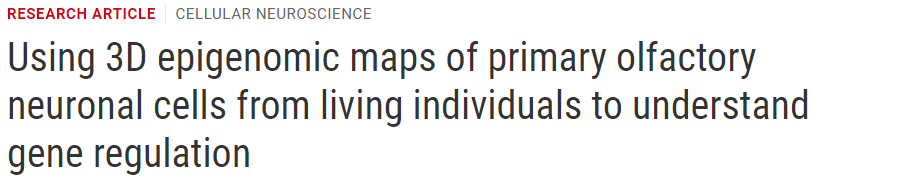 RESEARCH ARTICLE | CELLULAR NEUROSCIENCE
Using 3D epigenomic maps of primary olfactory
neuronal cells from living individuals to understand
gene regulation